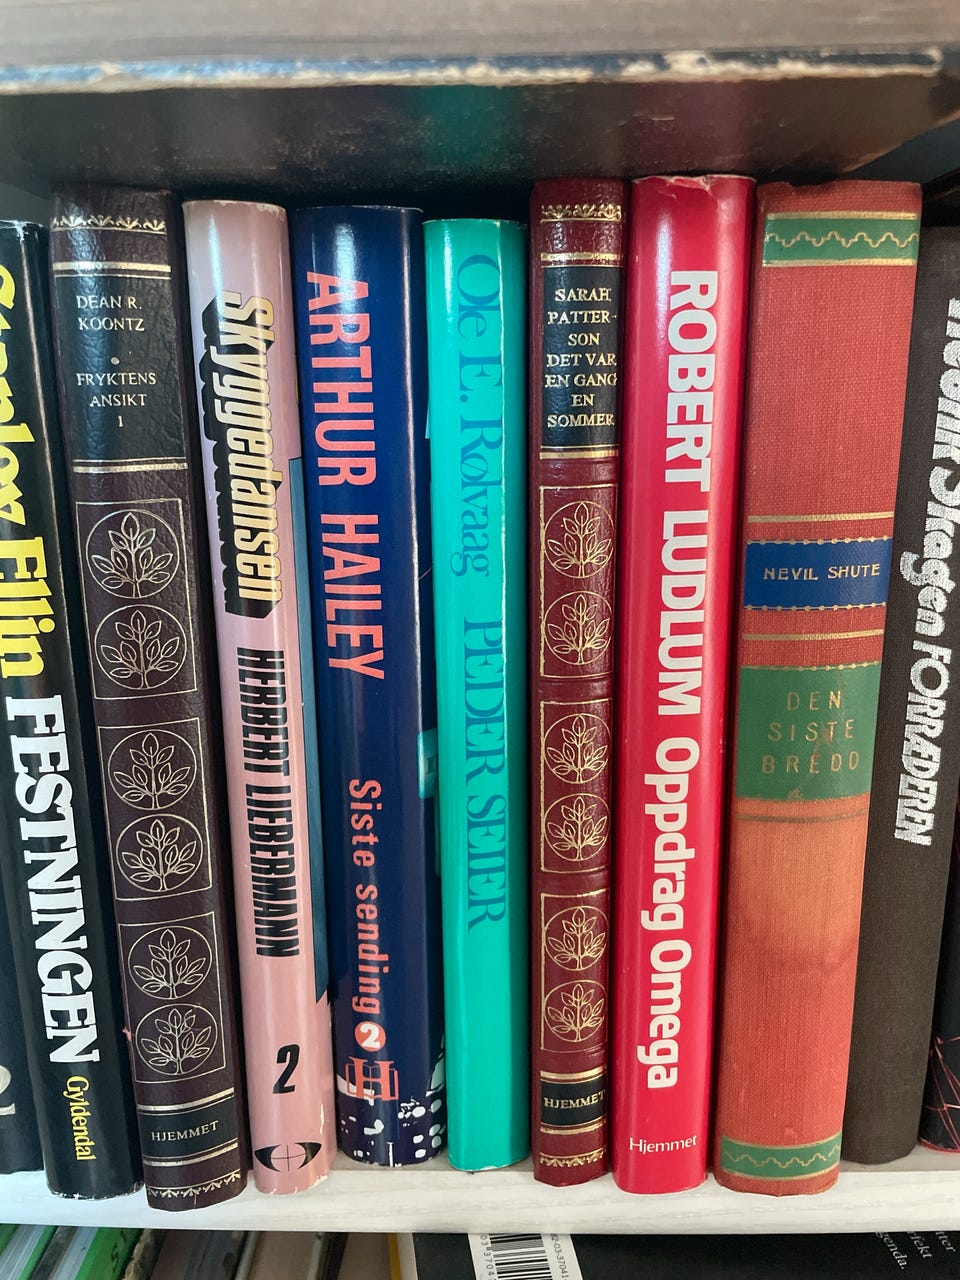 Stanley Ellin FESTNINGEN Gyldendal
DEAN R.
KOONTZ
FRYKTENS
ANSIKT
1
HJEMMET
Skyggedansen HERBERT LIEBERMANN 2
ARTHUR HAILEY Siste sending 2
H
Ole E. Rølvaag PEDER SEIER
SARAH
PATTER-
SON
DET VAR
EN GANG
EN
SOMMER
HJEMMET
ROBERT LUDLUM Oppdrag Omega
Hjemmet
NEVIL SHUTE
DEN
SISTE
BREDD
Skagen FORRÆDEREN